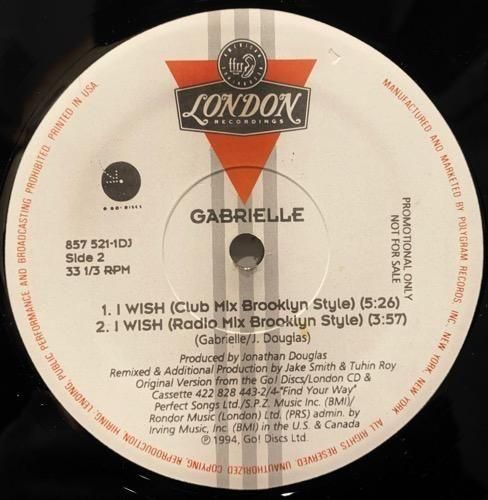 AMERICAN
ffrr
LONDON
RECORDINGS
GO! DISCS
GABRIELLE
857 521-1DJ
Side 2
33 1/3 RPM
PROMOTIONAL ONLY
NOT FOR SALE
1. I WISH (Club Mix Brooklyn Style) (5:26)
2. I WISH (Radio Mix Brooklyn Style) (3:57)
(Gabrielle/J. Douglas)
Produced by Jonathan Douglas
Remixed & Additional Production by Jake Smith & Tuhin Roy
Original Version from the Go! Discs/London CD &
Cassette 422 828 443-2/4-"Find Your Way"
Perfect Songs Ltd./S.P.Z. Music Inc. (BMI)/
Rondor Music (London) Ltd. (PRS) admin. by
Irving Music, Inc. (BMI) in the U.S. & Canada
℗1994, Go! Discs Ltd.
MANUFACTURED AND MARKETED BY POLYGRAM RECORDS, INC. NEW YORK, NEW YORK.
ALL RIGHTS RESERVED. UNAUTHORIZED COPYING, REPRODUCTION, HIRING, LENDING, PUBLIC PERFORMANCE AND BROADCASTING PROHIBITED. PRINTED IN USA